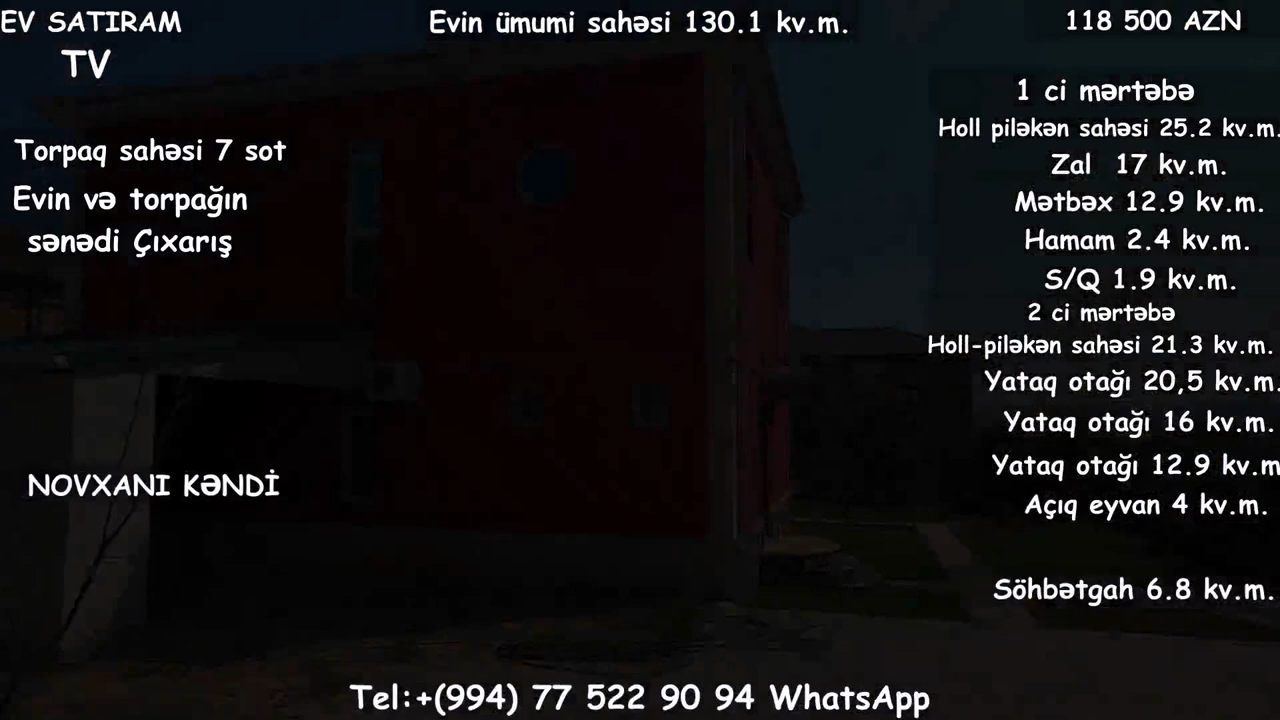 EV SATIRAM
TV
Evin ümumi sahəsi 130.1 kv.m.
118 500 AZN
Torpaq sahəsi 7 sot
Evin və torpağın
sənədi Çıxarış
NOVXANI KƏNDİ
1 ci mərtəbə
Holl piləkən sahəsi 25.2 kv.m.
Zal 17 kv.m.
Mətbəx 12.9 kv.m.
Hamam 2.4 kv.m.
S/Q 1.9 kv.m.
2 ci mərtəbə
Holl-piləkən sahəsi 21.3 kv.m.
Yataq otağı 20,5 kv.m.
Yataq otağı 16 kv.m.
Yataq otağı 12.9 kv.m
Açıq eyvan 4 kv.m.
Söhbətgah 6.8 kv.m.
Tel:+(994) 77 522 90 94 WhatsApp